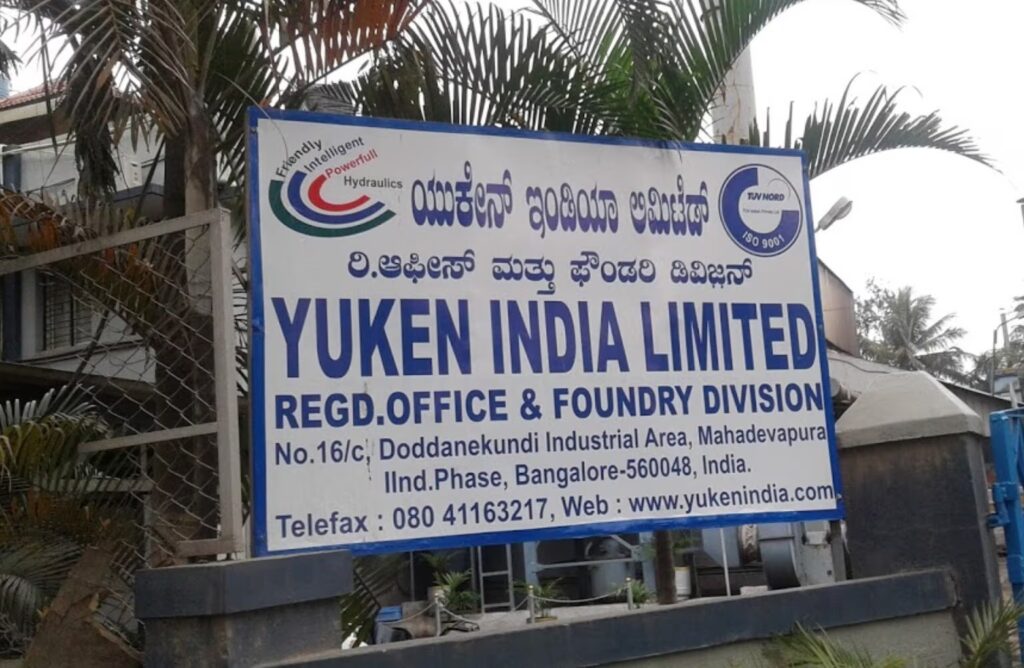 Friendly
Intelligent
Powerfull
Hydraulics
ಯುಕೇನ್ ಇಂಡಿಯಾ ಲಿಮಿಟೆಡ್
TUV NORD
ISO 9001
ರಿ.ಆಫೀಸ್ ಮತ್ತು ಫೌಂಡರಿ ಡಿವಿಜನ್
YUKEN INDIA LIMITED
REGD.OFFICE & FOUNDRY DIVISION
No.16/c, Doddanekundi Industrial Area, Mahadevapura
IInd.Phase, Bangalore-560048, India.
Telefax : 080 41163217, Web : www.yukenindia.com